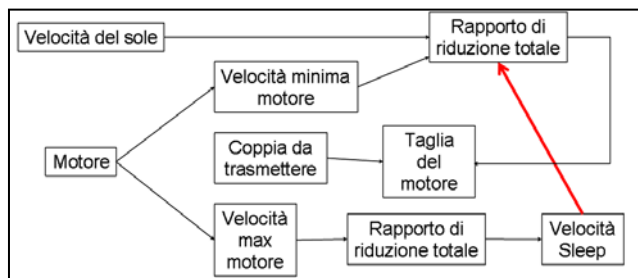 Velocità del sole
Rapporto di
riduzione totale
Velocità minima
motore
Motore
Coppia da
trasmettere
Taglia
del
motore
Velocità
max
motore
Rapporto di
riduzione totale
Velocità
Sleep